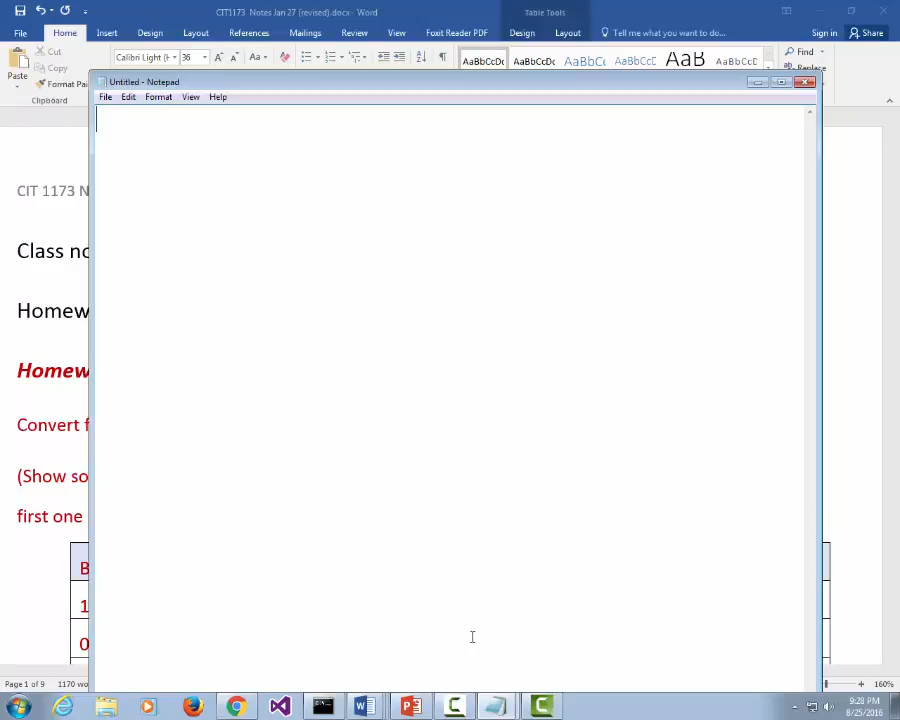 CIT1173 Notes Jan 27 (revised).docx - Word
Table Tools
File Home Insert Design Layout References Mailings Review View Foxit Reader PDF Design Layout Tell me what you want to do... Sign in Share
Paste
Cut
Copy
Format Pai
Clipboard
Calibri Light (H 36
Aa
AaBbCcDc AaBbCcDc AaBbCc AaBbCcE AaB AaBbCcD
Find
Replace
Untitled - Notepad
File Edit Format View Help
CIT 1173 N
Class no
Homew
Homew
Convert f
(Show so
first one
B
1
0
Page 1 of 9 1170 wo
160%
9:28 PM
8/25/2016